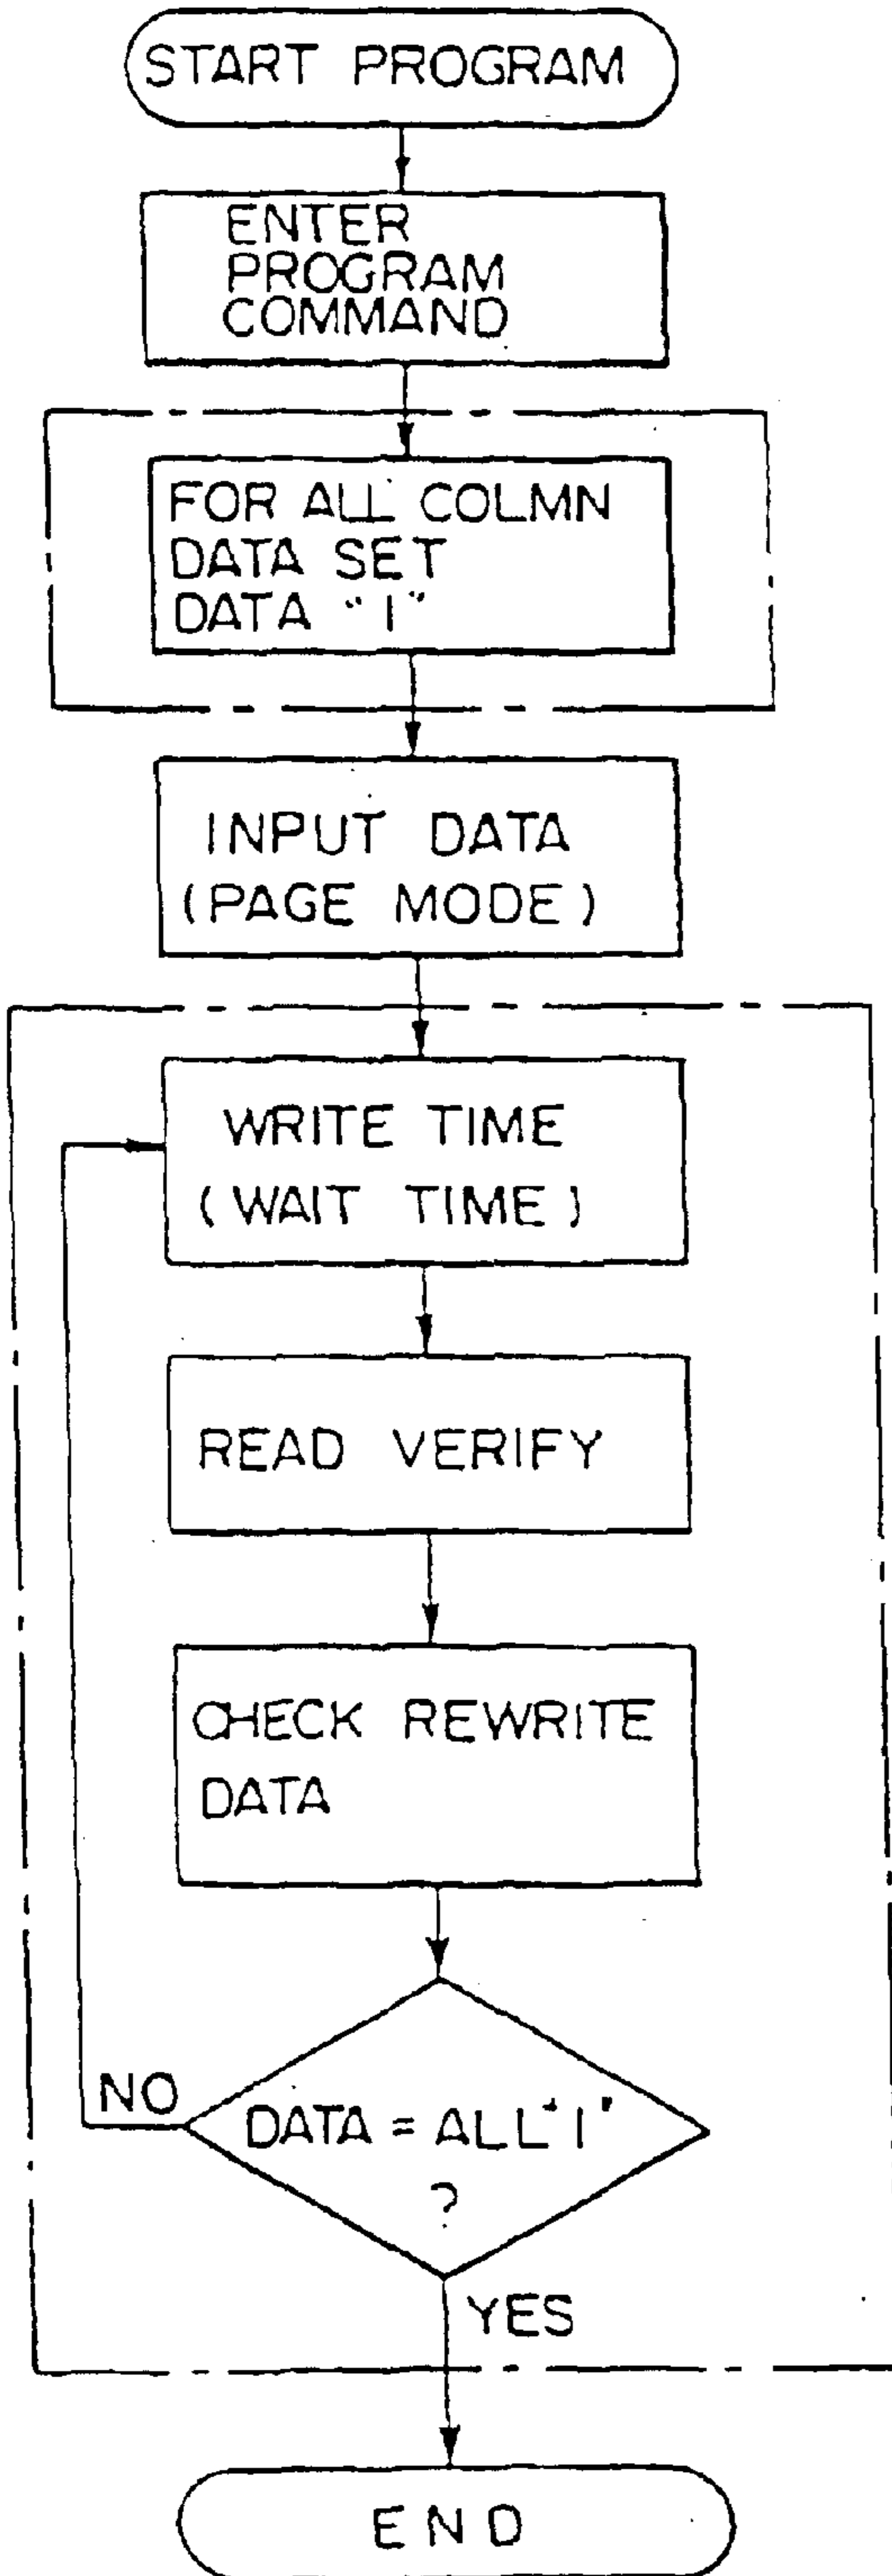 START PROGRAM
ENTER
PROGRAM
COMMAND
FOR ALL COLMN
DATA SET
DATA "1"
INPUT DATA
(PAGE MODE)
WRITE TIME
(WAIT TIME)
READ VERIFY
CHECK REWRITE
DATA
NO
DATA = ALL "1"
?
YES
END